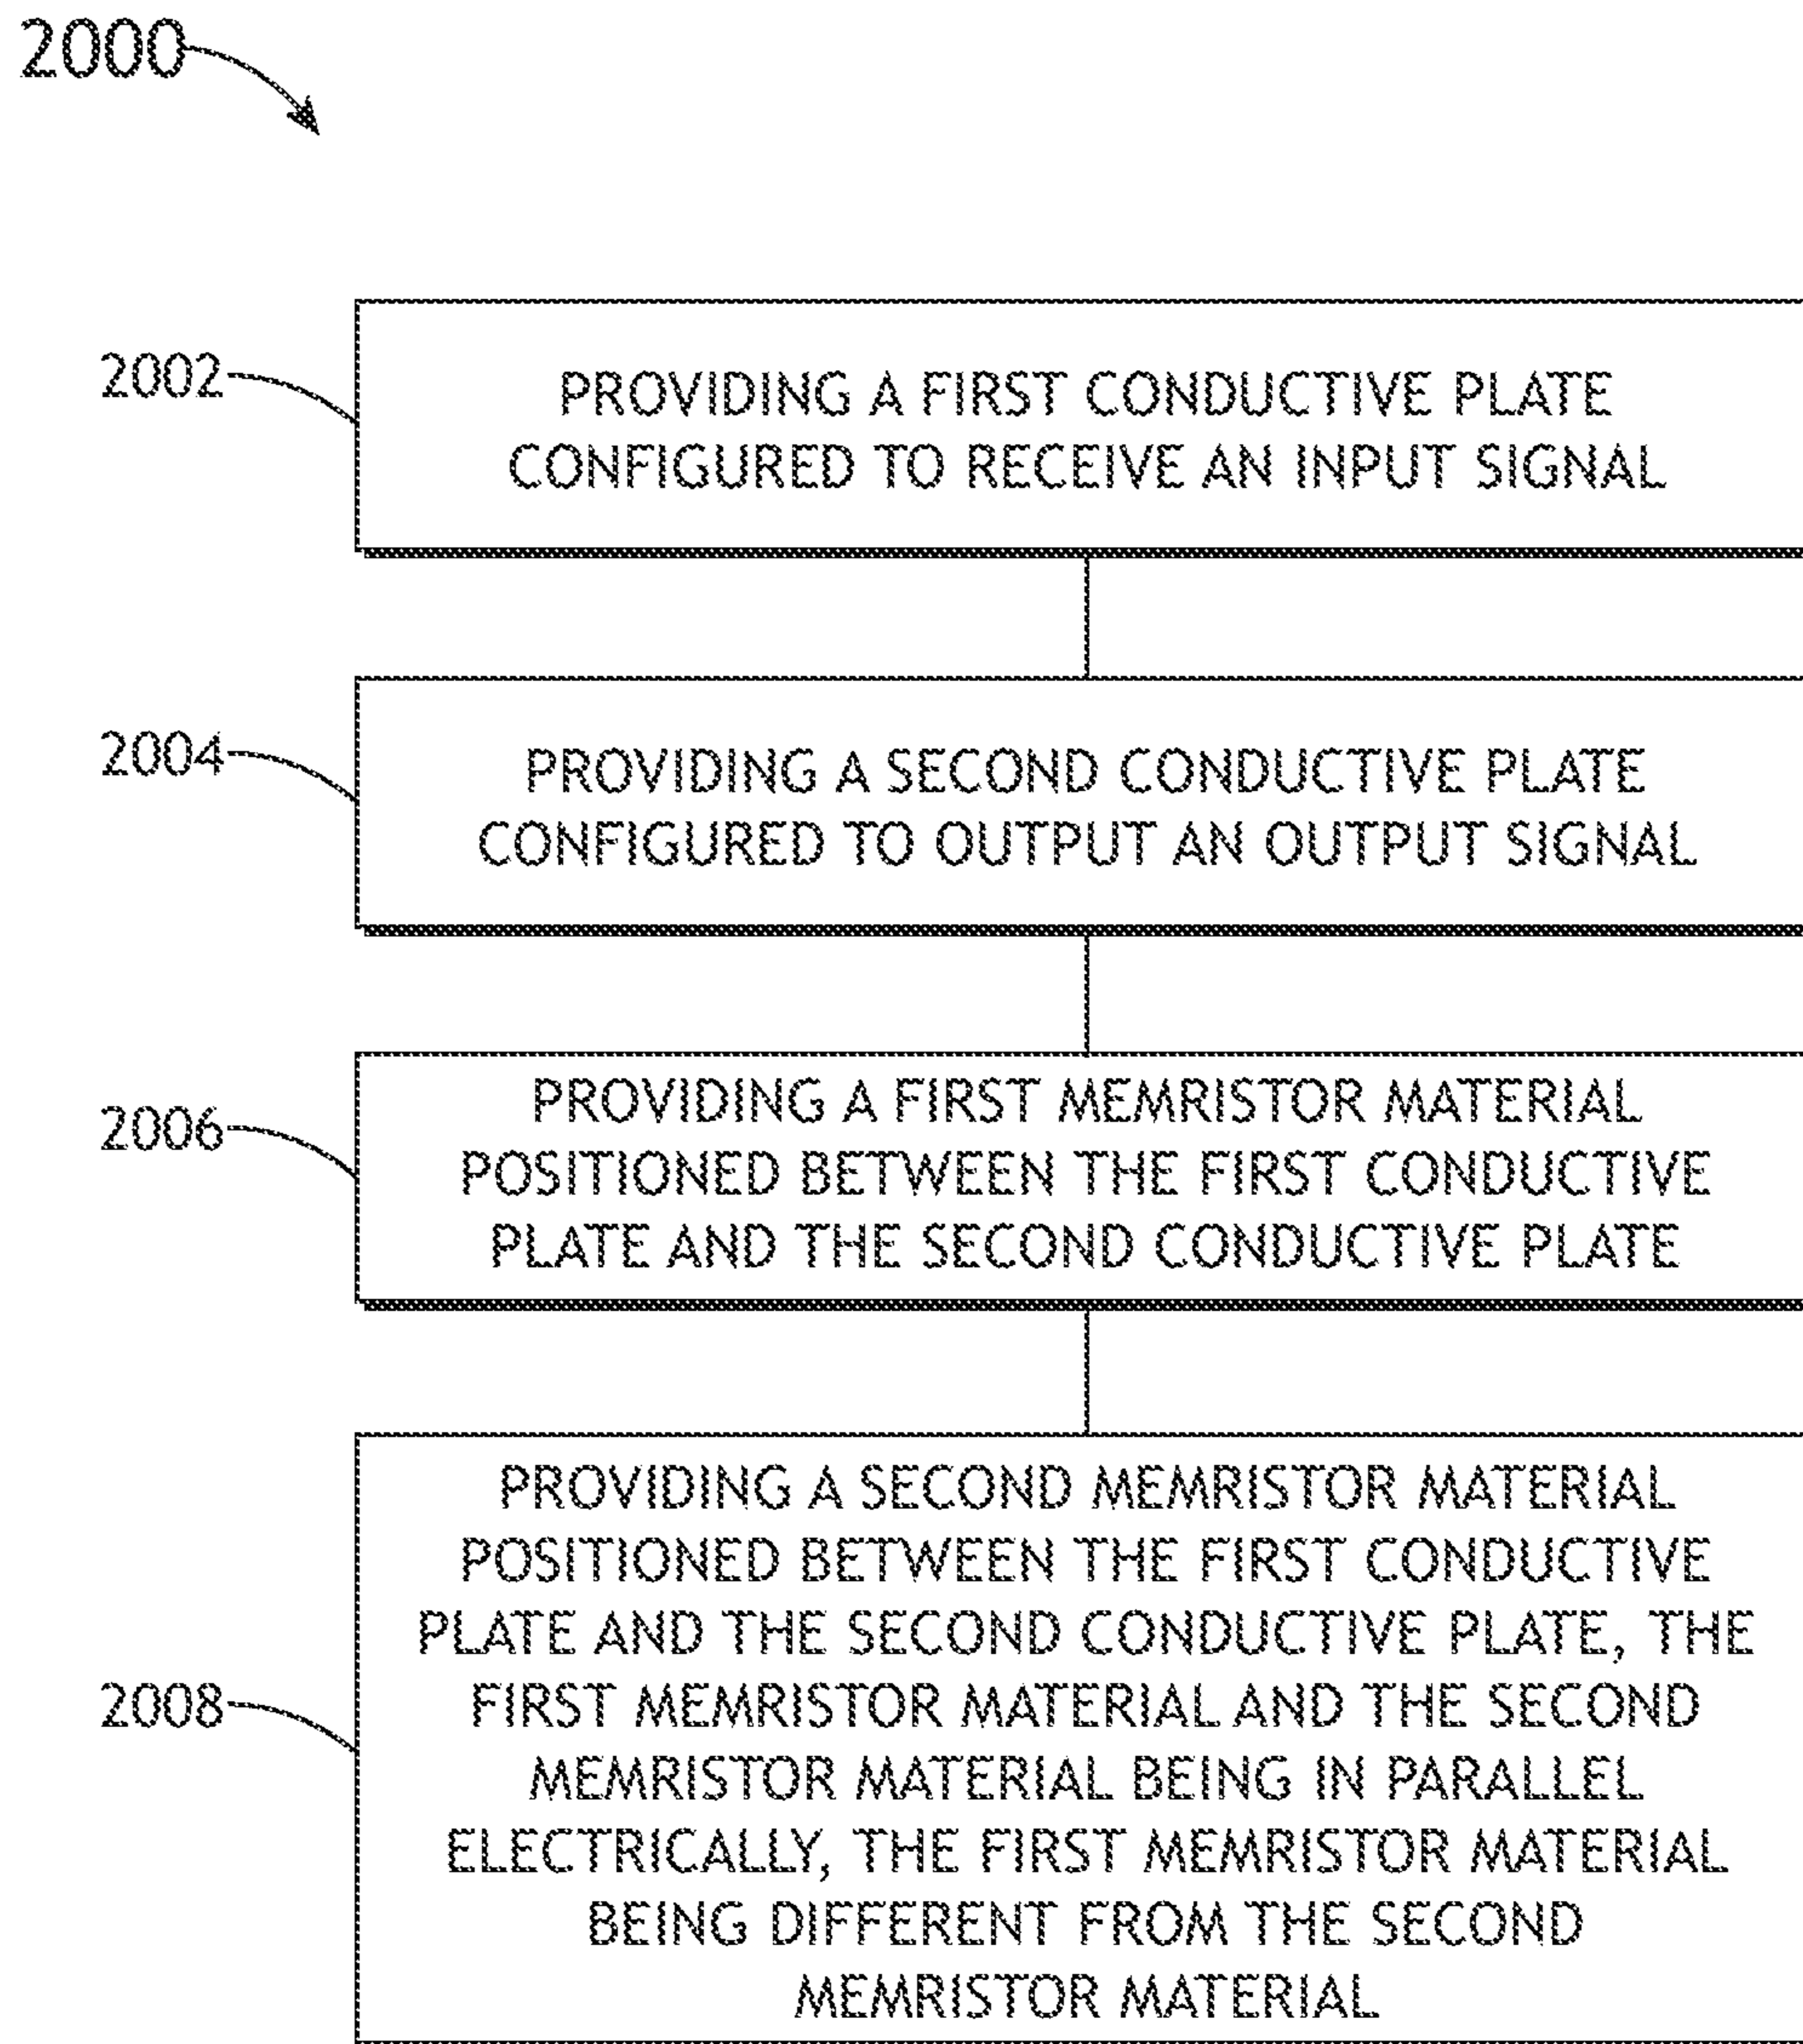 2000
2002
PROVIDING A FIRST CONDUCTIVE PLATE
CONFIGURED TO RECEIVE AN INPUT SIGNAL
2004
PROVIDING A SECOND CONDUCTIVE PLATE
CONFIGURED TO OUTPUT AN OUTPUT SIGNAL
2006
PROVIDING A FIRST MEMRISTOR MATERIAL
POSITIONED BETWEEN THE FIRST CONDUCTIVE
PLATE AND THE SECOND CONDUCTIVE PLATE
2008
PROVIDING A SECOND MEMRISTOR MATERIAL
POSITIONED BETWEEN THE FIRST CONDUCTIVE
PLATE AND THE SECOND CONDUCTIVE PLATE, THE
FIRST MEMRISTOR MATERIAL AND THE SECOND
MEMRISTOR MATERIAL BEING IN PARALLEL
ELECTRICALLY, THE FIRST MEMRISTOR MATERIAL
BEING DIFFERENT FROM THE SECOND
MEMRISTOR MATERIAL